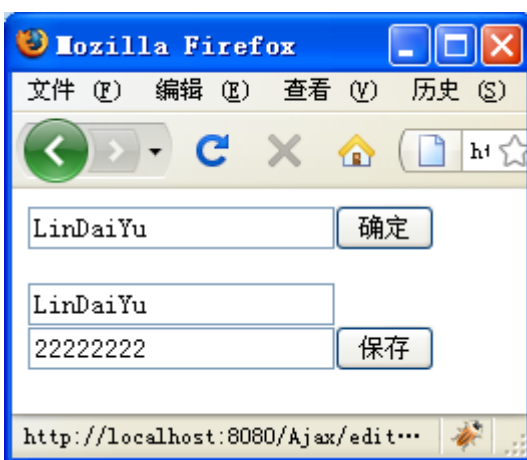 Mozilla Firefox
文件 (F) 编辑 (E) 查看 (V) 历史 (S)
ht
LinDaiYu 确定
LinDaiYu
22222222 保存
http://localhost:8080/Ajax/edit…